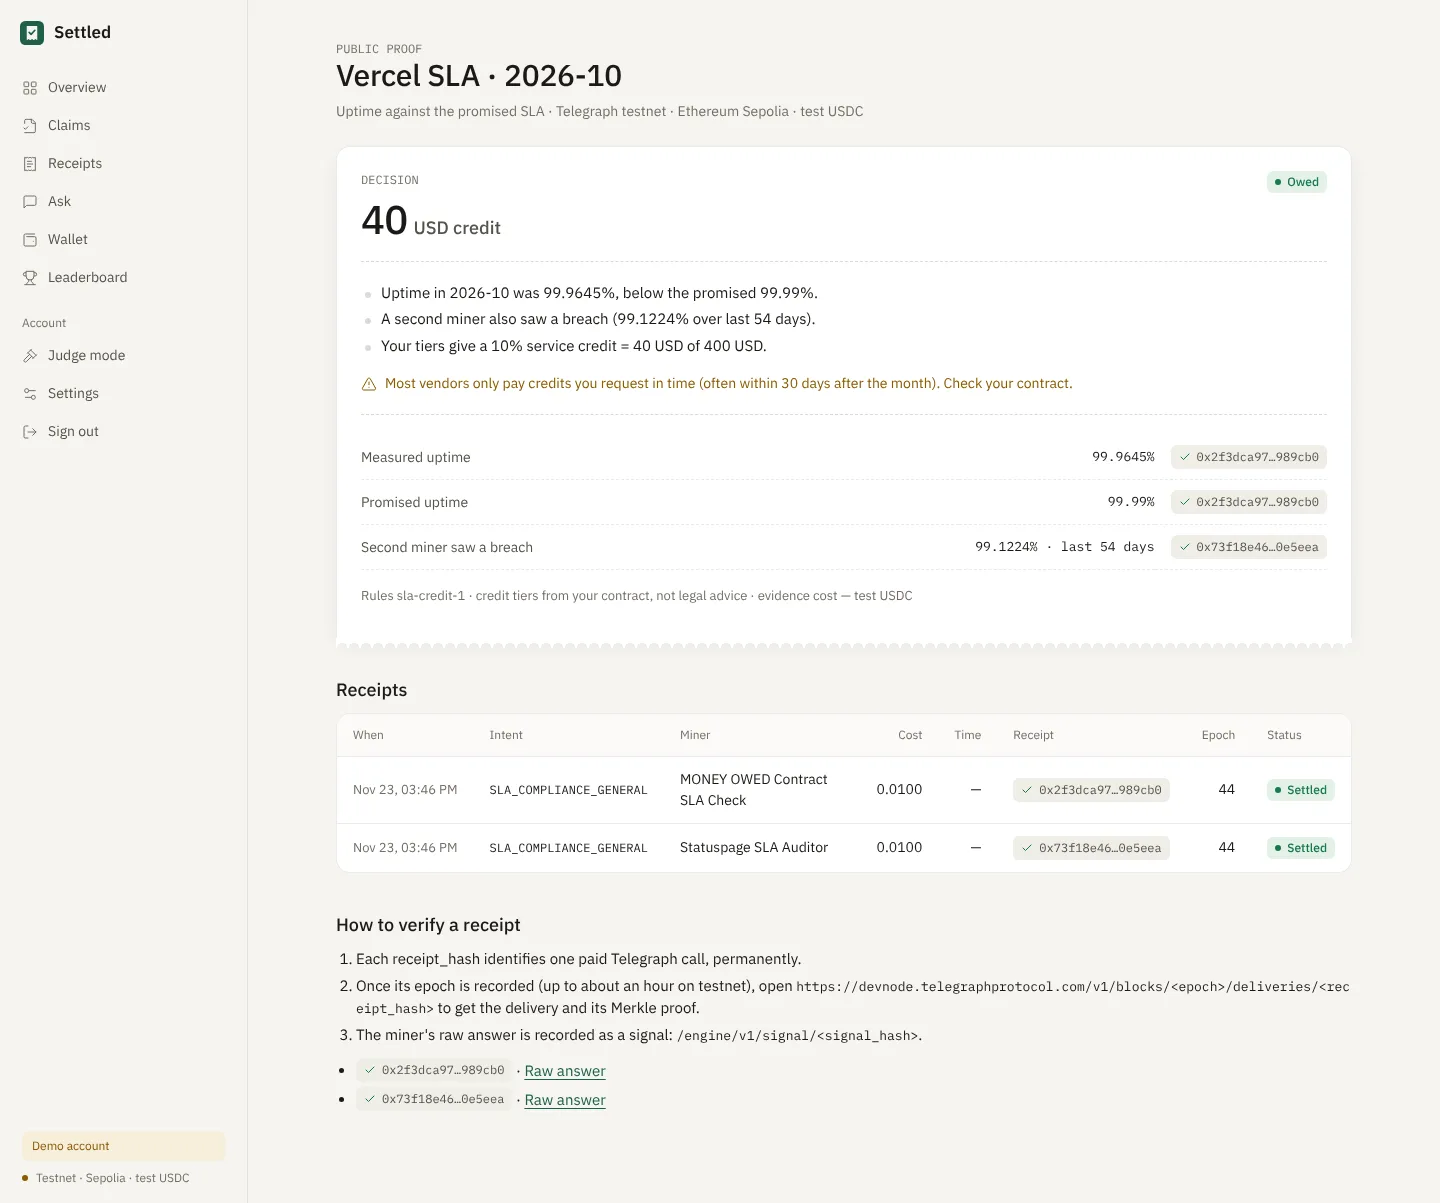 Settled
Overview
Claims
Receipts
Ask
Wallet
Leaderboard
Account
Judge mode
Settings
Sign out
Demo account
Testnet · Sepolia · test USDC
PUBLIC PROOF
Vercel SLA · 2026-10
Uptime against the promised SLA · Telegraph testnet · Ethereum Sepolia · test USDC
DECISION
Owed
40 USD credit
Uptime in 2026-10 was 99.9645%, below the promised 99.99%.
A second miner also saw a breach (99.1224% over last 54 days).
Your tiers give a 10% service credit = 40 USD of 400 USD.
Most vendors only pay credits you request in time (often within 30 days after the month). Check your contract.
Measured uptime 99.9645% 0x2f3dca97…989cb0
Promised uptime 99.99% 0x2f3dca97…989cb0
Second miner saw a breach 99.1224% · last 54 days 0x73f18e46…0e5eea
Rules sla-credit-1 · credit tiers from your contract, not legal advice · evidence cost — test USDC
Receipts
When Intent Miner Cost Time Receipt Epoch Status
Nov 23, 03:46 PM SLA_COMPLIANCE_GENERAL MONEY OWED Contract SLA Check 0.0100 — 0x2f3dca97…989cb0 44 Settled
Nov 23, 03:46 PM SLA_COMPLIANCE_GENERAL Statuspage SLA Auditor 0.0100 — 0x73f18e46…0e5eea 44 Settled
How to verify a receipt
1. Each receipt_hash identifies one paid Telegraph call, permanently.
2. Once its epoch is recorded (up to about an hour on testnet), open https://devnode.telegraphprotocol.com/v1/blocks/<epoch>/deliveries/<rec
eipt_hash> to get the delivery and its Merkle proof.
3. The miner's raw answer is recorded as a signal: /engine/v1/signal/<signal_hash>.
0x2f3dca97…989cb0 · Raw answer
0x73f18e46…0e5eea · Raw answer